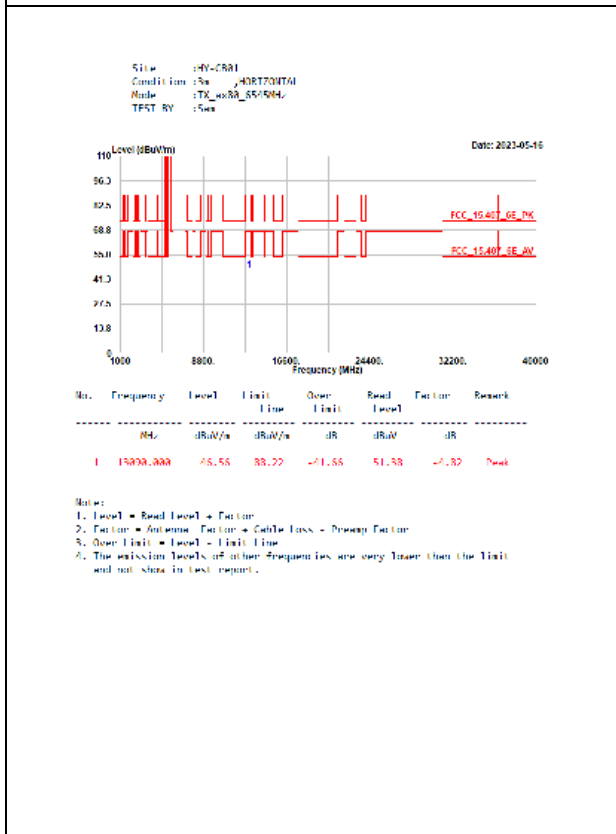 Site :HY-CB01
Condition :3m ,HORIZONTAL
Mode :TX_ax80_6545MHz
TEST BY :Sam
Level (dBuV/m)
Date: 2023-05-16
110
96.3
82.5
FCC_15.407_6E_PK
68.8
FCC_15.407_6E_AV
55.0
1
41.3
27.5
13.8
0
1000 8800. 16600. 24400. 32200. 40000
Frequency (MHz)
No. Frequency Level Limit Over Read Factor Remark
Line Limit Level
MHz dBuV/m dBuV/m dB dBuV dB
1 13090.000 46.56 88.22 -41.66 51.38 -4.82 Peak
Note:
1. Level = Read Level + Factor
2. Factor = Antenna Factor + Cable Loss - Preamp Factor
3. Over Limit = Level - Limit Line
4. The emission levels of other frequencies are very lower than the limit
and not show in test report.